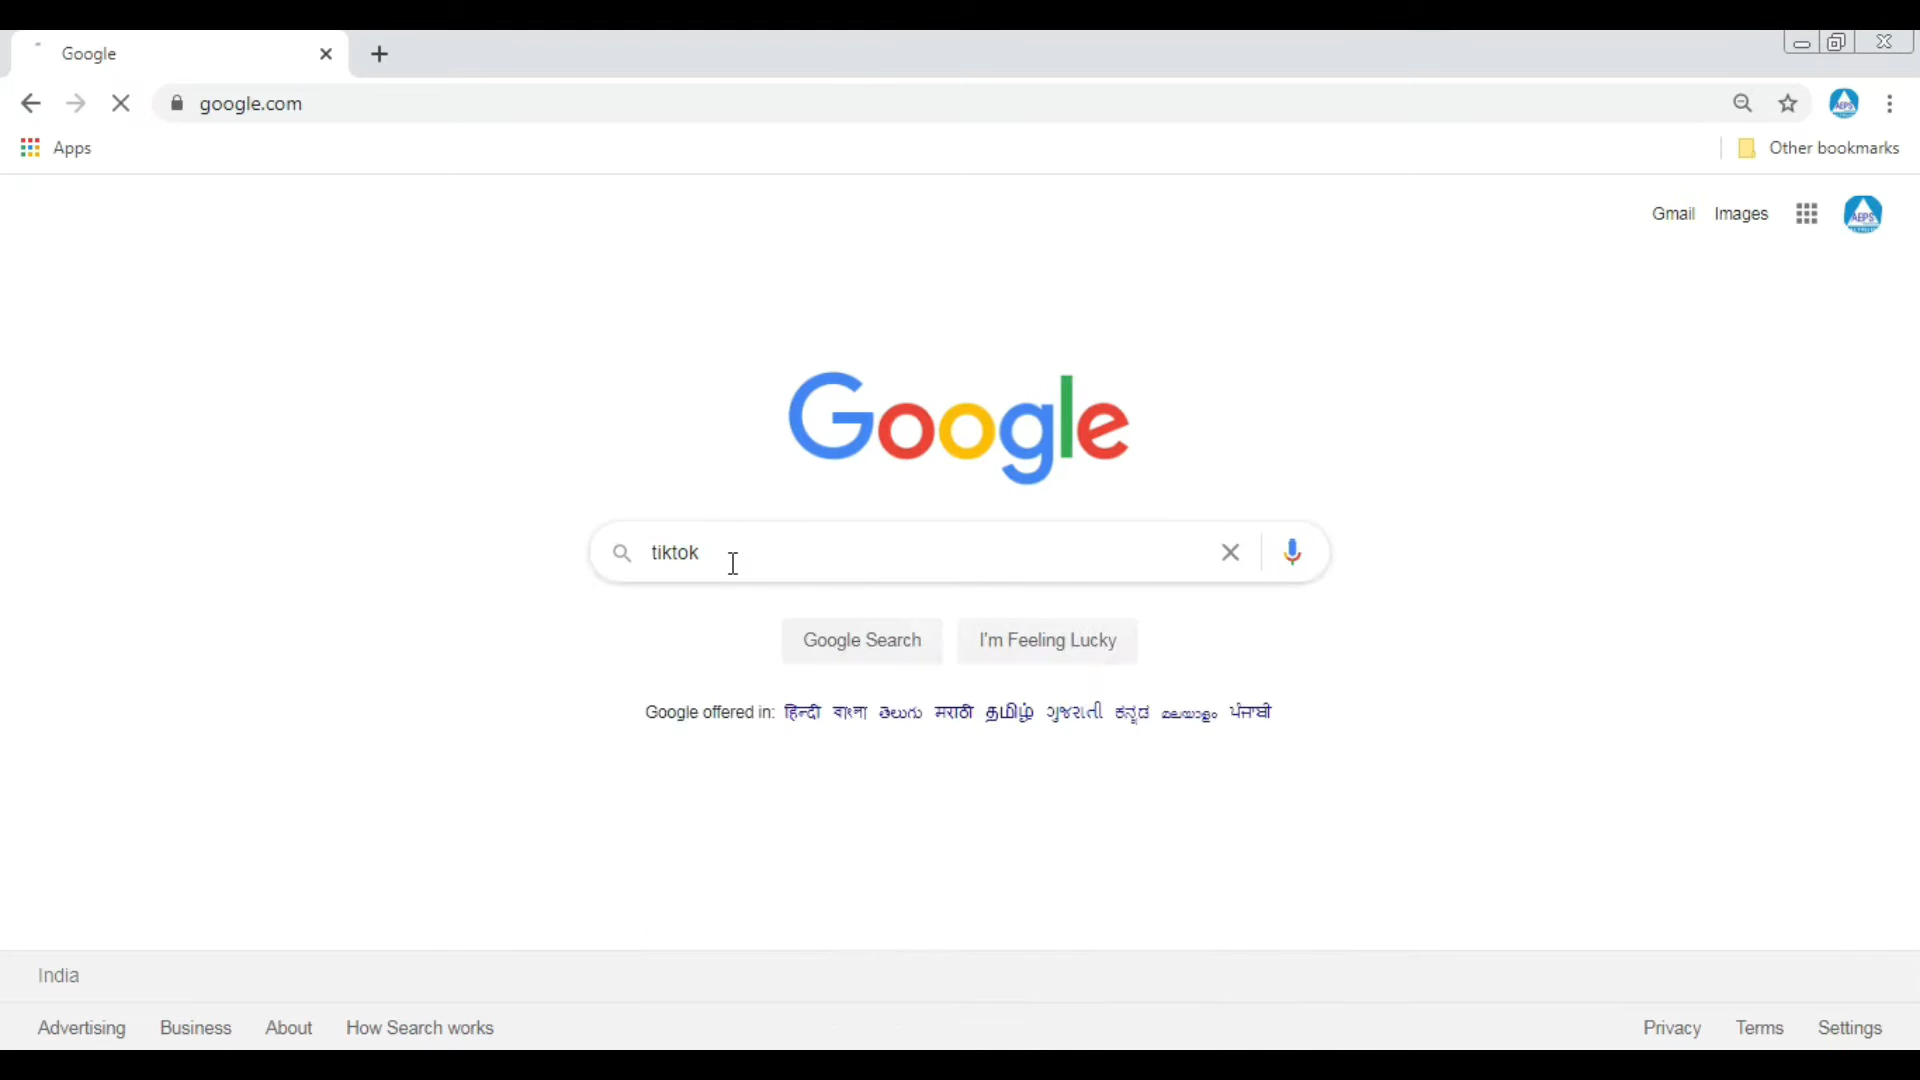 Google
google.com
Apps
Other bookmarks
Gmail Images
AEPS
Google
tiktok
Google Search I'm Feeling Lucky
Google offered in: हिन्दी বাংলা తెలుగు मराठी தமிழ் ગુજરાતી ಕನ್ನಡ മലയാളം ਪੰਜਾਬੀ
India
Advertising Business About How Search works Privacy Terms Settings